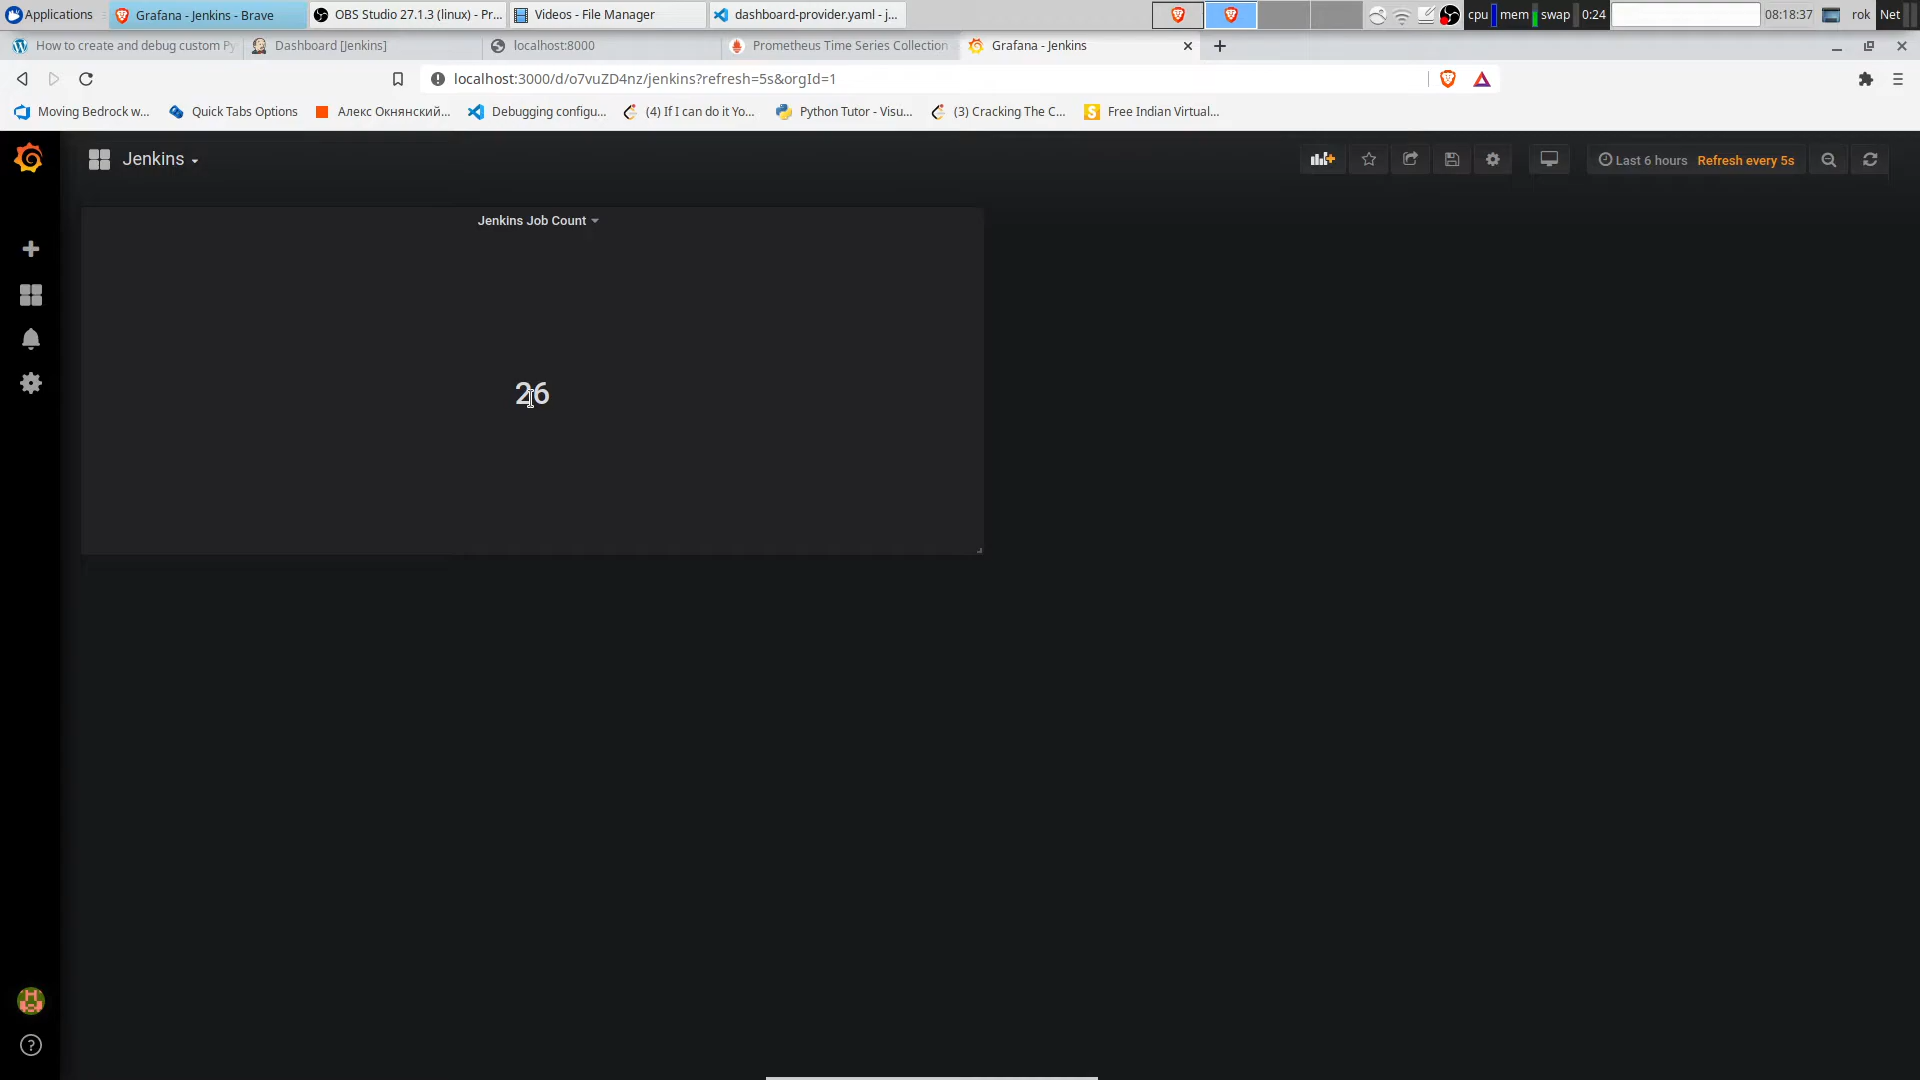 Applications
Grafana - Jenkins - Brave
OBS Studio 27.1.3 (linux) - Pr...
Videos - File Manager
dashboard-provider.yaml - j...
cpu
mem
swap
0:24
08:18:37
rok
Net
How to create and debug custom Py
Dashboard [Jenkins]
localhost:8000
Prometheus Time Series Collection
Grafana - Jenkins
localhost:3000/d/o7vuZD4nz/jenkins?refresh=5s&orgId=1
Moving Bedrock w...
Quick Tabs Options
Алекс Окнянский...
Debugging configu...
(4) If I can do it Yo...
Python Tutor - Visu...
(3) Cracking The C...
Free Indian Virtual...
Jenkins
Last 6 hours Refresh every 5s
Jenkins Job Count
26